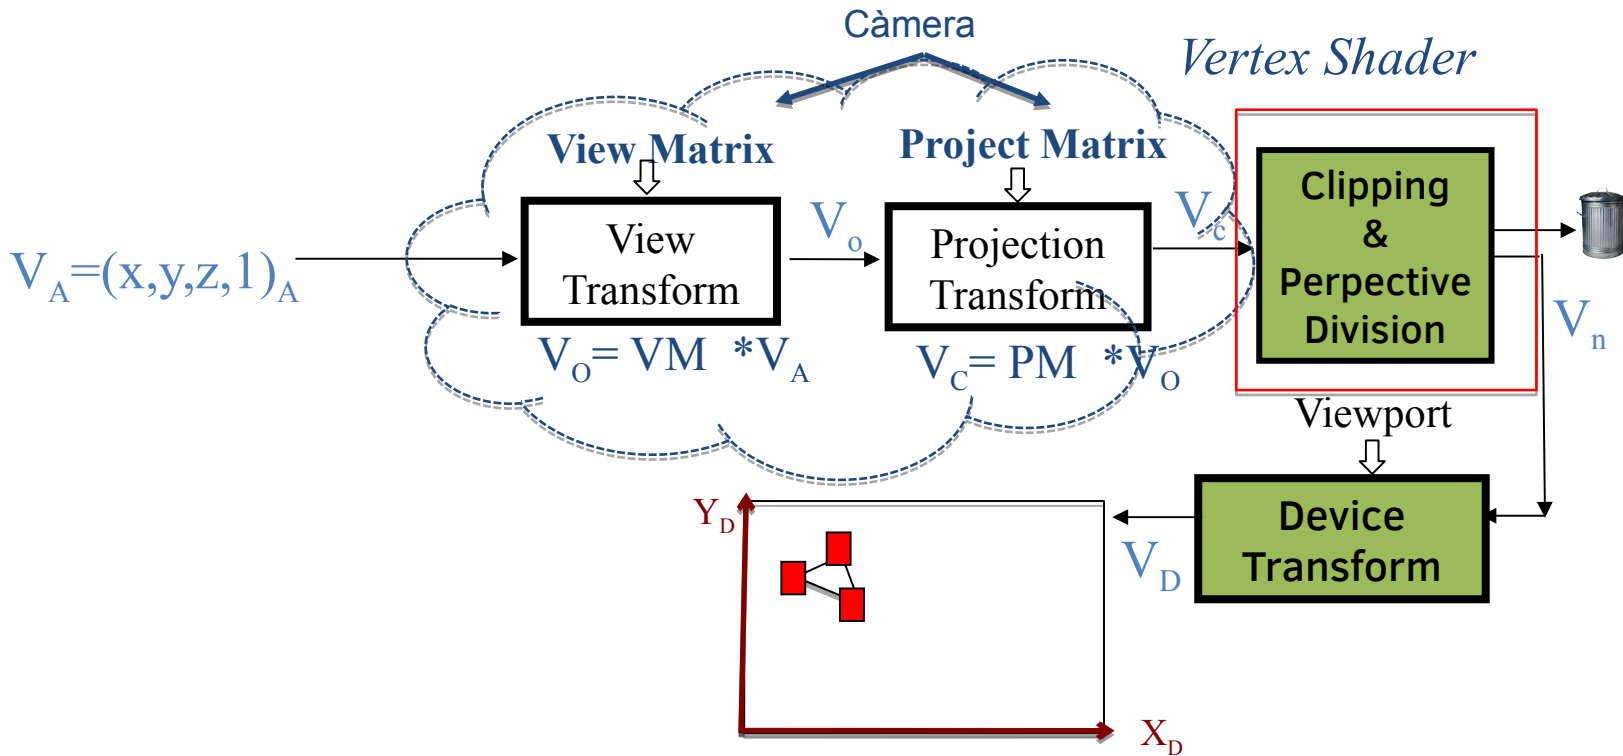 Càmera
Vertex Shader
View Matrix
Project Matrix
V_A=(x,y,z,1)_A
View
Transform
V_o
Projection
Transform
V_c
Clipping
&
Perpective
Division
V_n
V_O= VM *V_A
V_C= PM *V_O
Viewport
Device
Transform
V_D
Y_D
X_D